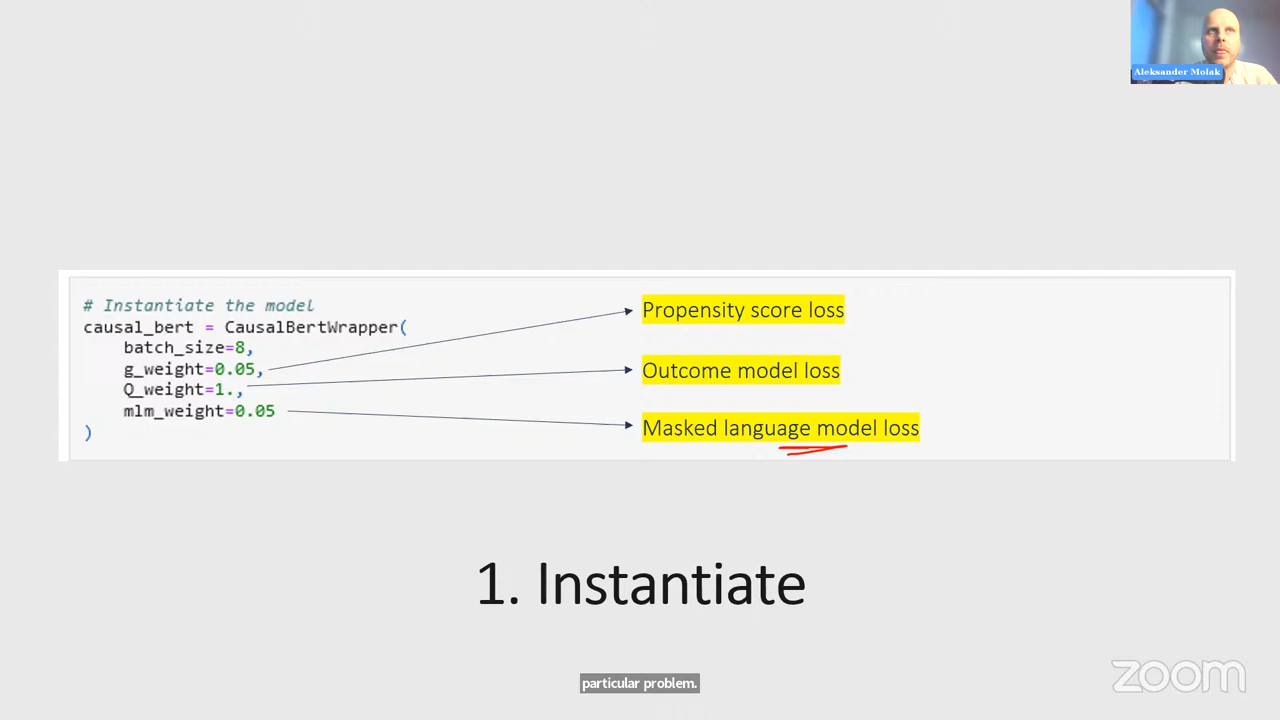 Aleksander Molak
# Instantiate the model
causal_bert = CausalBertWrapper(
batch_size=8,
g_weight=0.05,
Q_weight=1.,
mlm_weight=0.05
)
Propensity score loss
Outcome model loss
Masked language model loss
1. Instantiate
particular problem.
zoom